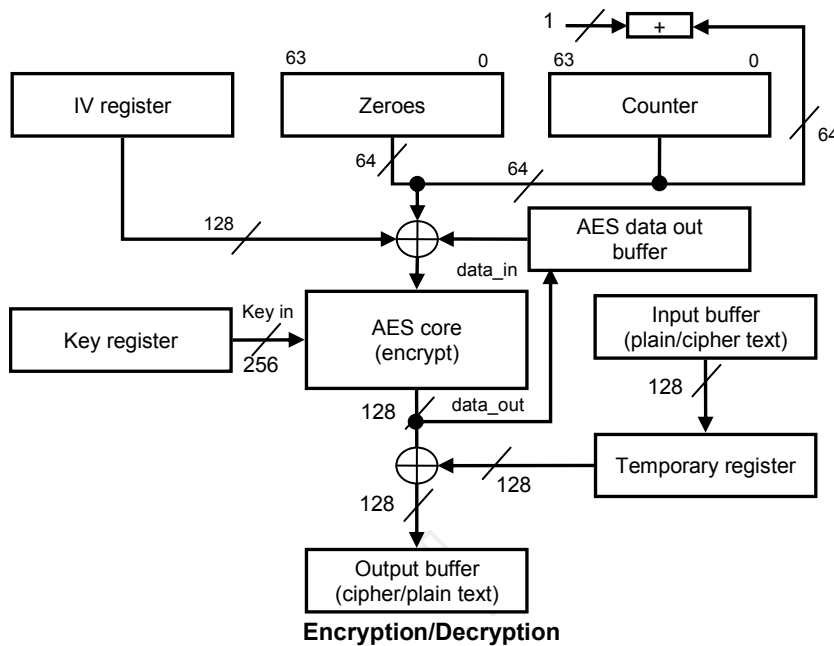 1
+
63
0
63
0
IV register
Zeroes
Counter
64
64
64
128
AES data out
buffer
data_in
Key register
Key in
256
AES core
(encrypt)
Input buffer
(plain/cipher text)
128
128
data_out
128
Temporary register
128
Output buffer
(cipher/plain text)
Encryption/Decryption